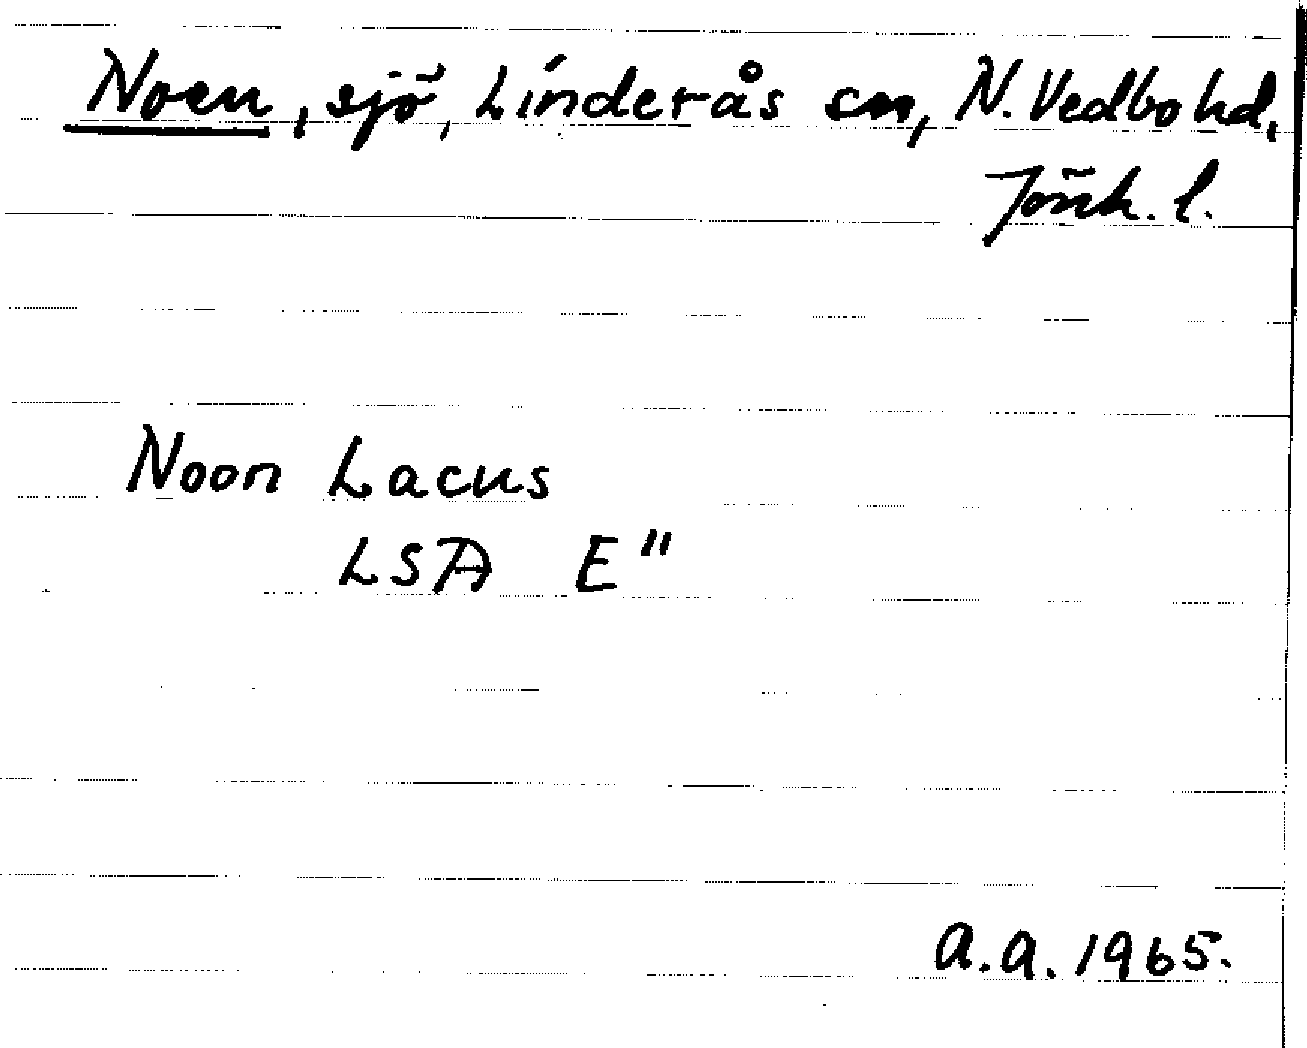 Noen, sjö, Linderås sn, N. Vedbo hd,
Jönk. l.
Noon Lacus
LSA E"
a.a. 1965.